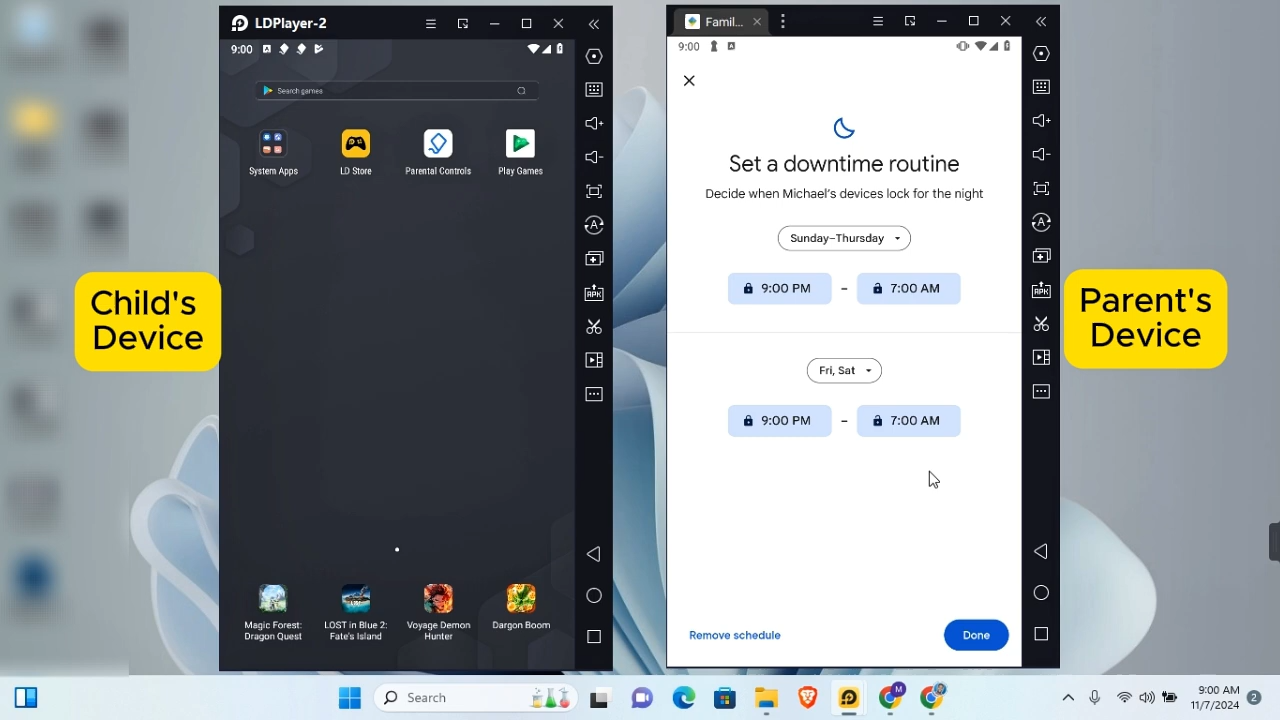 LDPlayer-2
9:00
Search games
System Apps
LD Store
Parental Controls
Play Games
Magic Forest:
Dragon Quest
LOST in Blue 2:
Fate's Island
Voyage Demon
Hunter
Dargon Boom
APK
Child's
Device
Famil...
9:00
Set a downtime routine
Decide when Michael's devices lock for the night
Sunday–Thursday
9:00 PM – 7:00 AM
Fri, Sat
9:00 PM – 7:00 AM
Remove schedule
Done
APK
Parent's
Device
Search
M
9:00 AM
11/7/2024
2